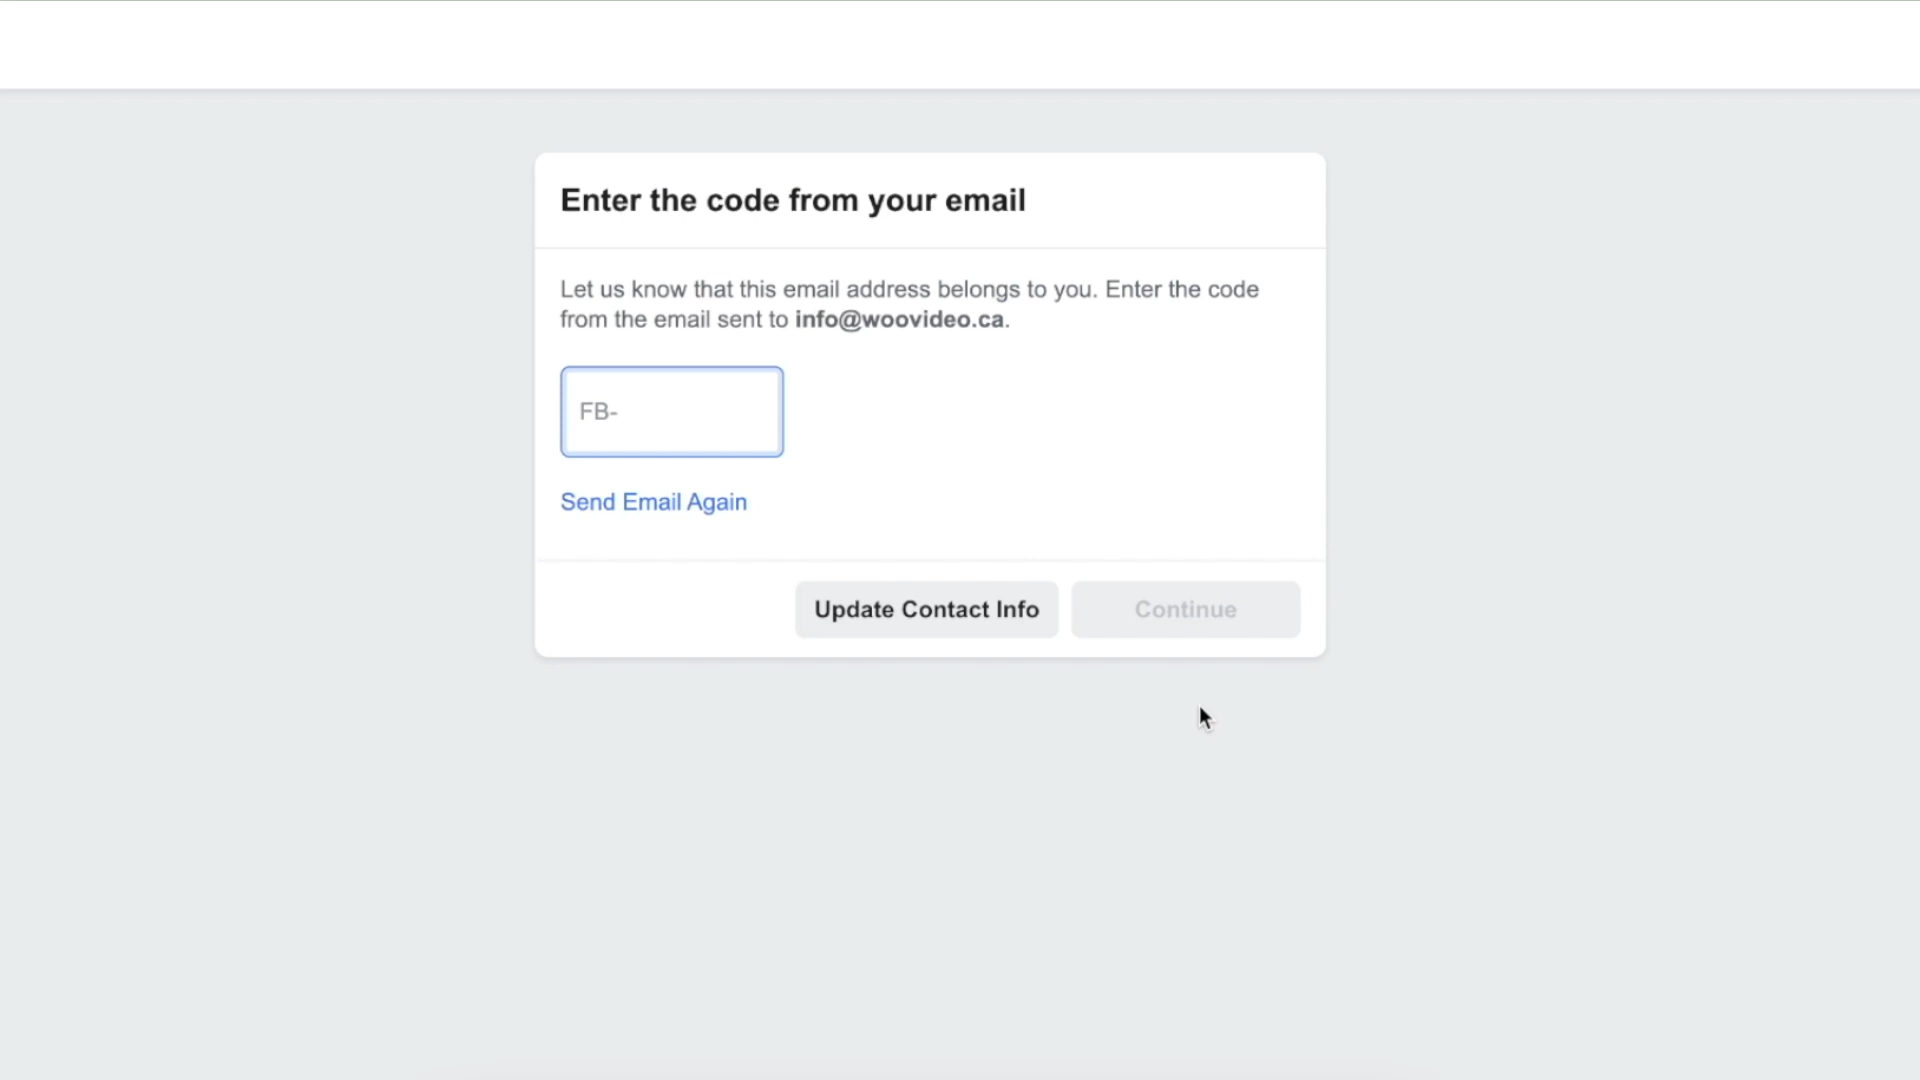 Enter the code from your email
Let us know that this email address belongs to you. Enter the code
from the email sent to info@woovideo.ca.
FB-
Send Email Again
Update Contact Info
Continue